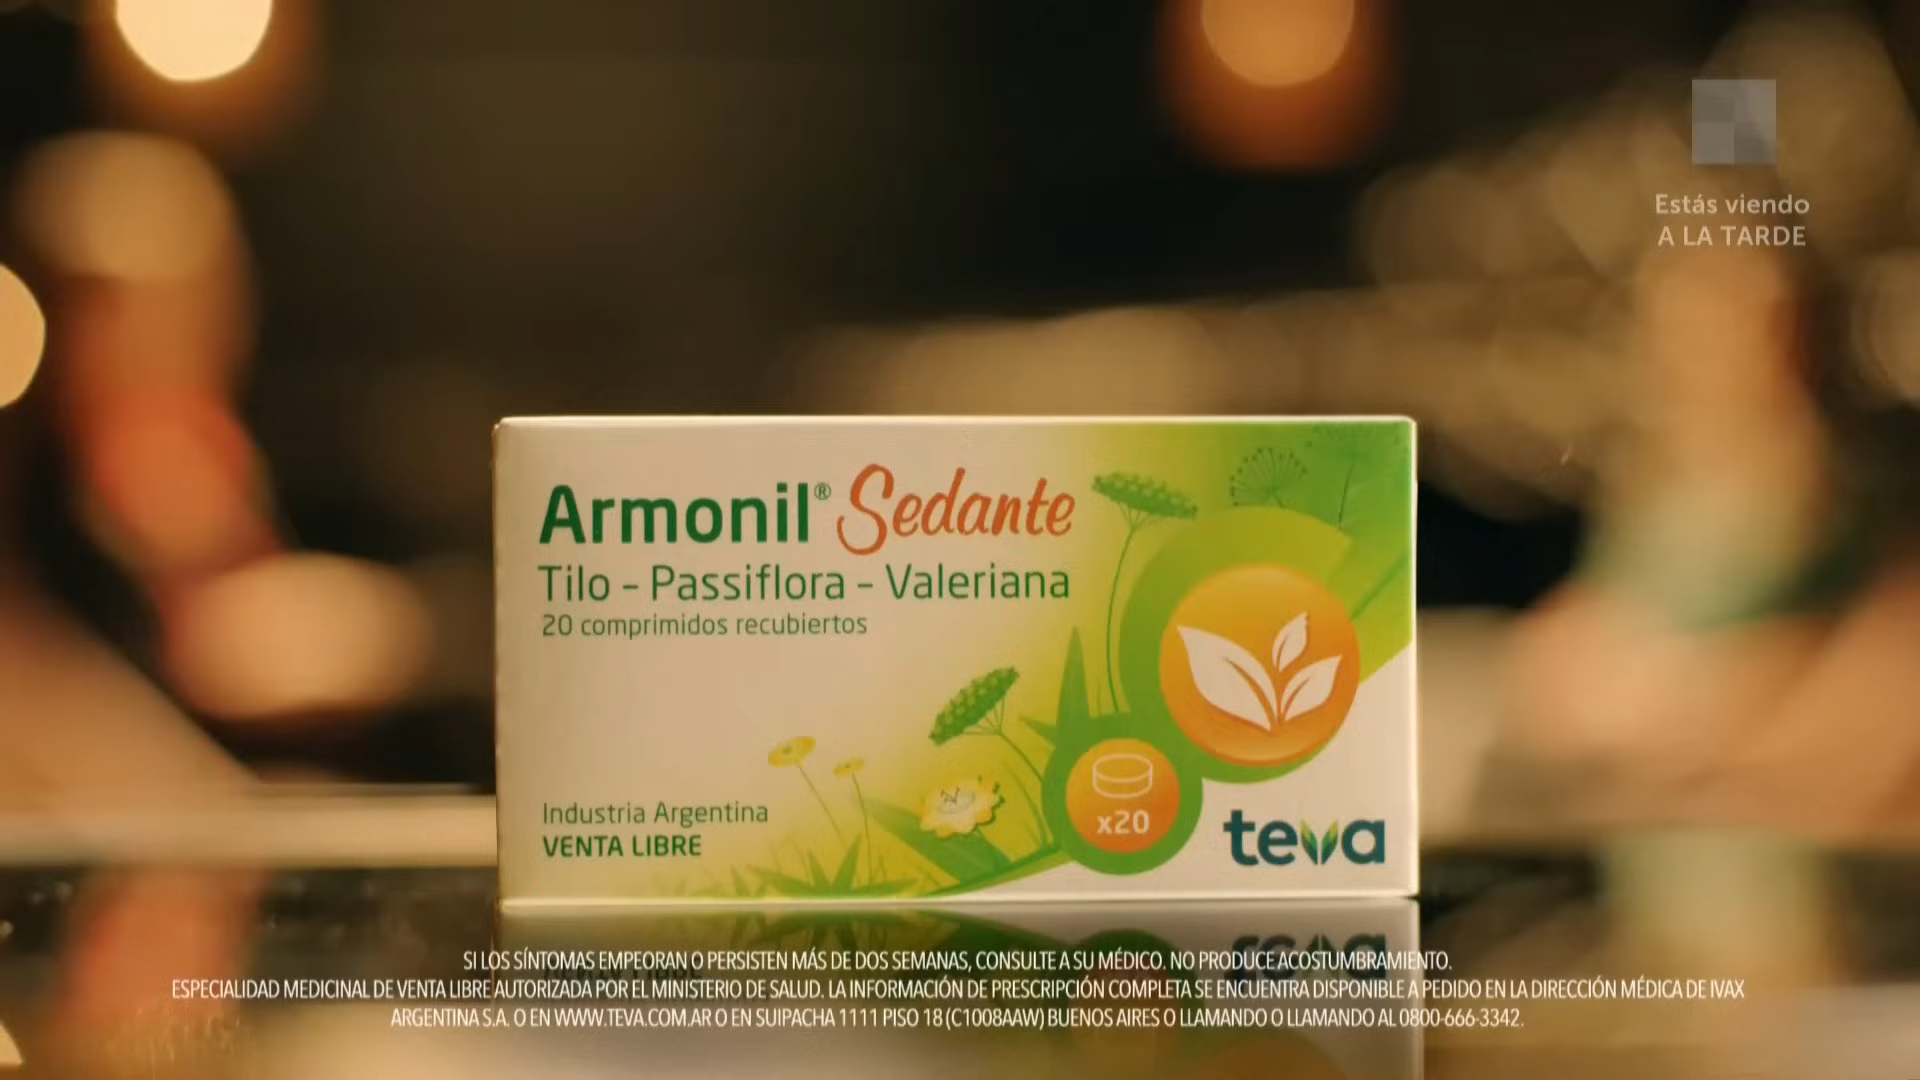 Estás viendo
A LA TARDE
Armonil® Sedante
Tilo - Passiflora - Valeriana
20 comprimidos recubiertos
Industria Argentina
VENTA LIBRE
x20
teva
SI LOS SÍNTOMAS EMPEORAN O PERSISTEN MÁS DE DOS SEMANAS, CONSULTE A SU MÉDICO. NO PRODUCE ACOSTUMBRAMIENTO.
ESPECIALIDAD MEDICINAL DE VENTA LIBRE AUTORIZADA POR EL MINISTERIO DE SALUD. LA INFORMACIÓN DE PRESCRIPCIÓN COMPLETA SE ENCUENTRA DISPONIBLE A PEDIDO EN LA DIRECCIÓN MÉDICA DE IVAX
ARGENTINA S.A. O EN WWW.TEVA.COM.AR O EN SUIPACHA 1111 PISO 18 (C1008AAW) BUENOS AIRES O LLAMANDO O LLAMANDO AL 0800-666-3342.